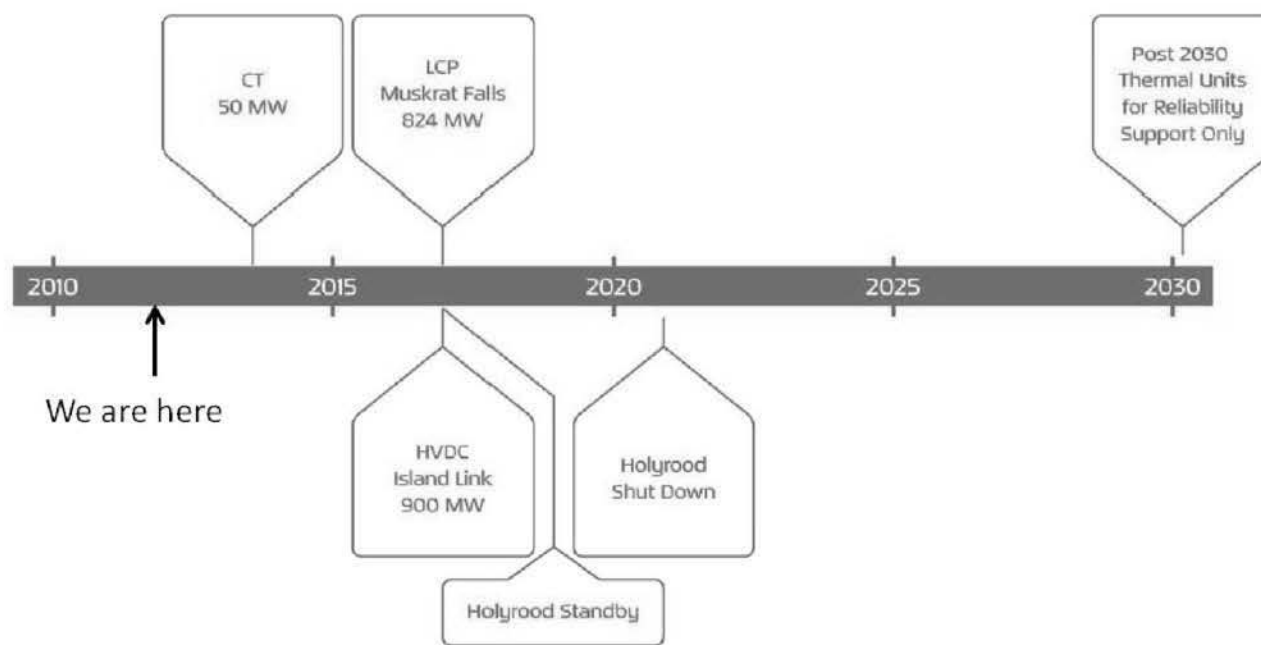 CT
50 MW
LCP
Muskrat Falls
824 MW
Post 2030
Thermal Units
for Reliability
Support Only
2010
2015
2020
2025
2030
We are here
HVDC
Island Link
900 MW
Holyrood
Shut Down
Holyrood Standby